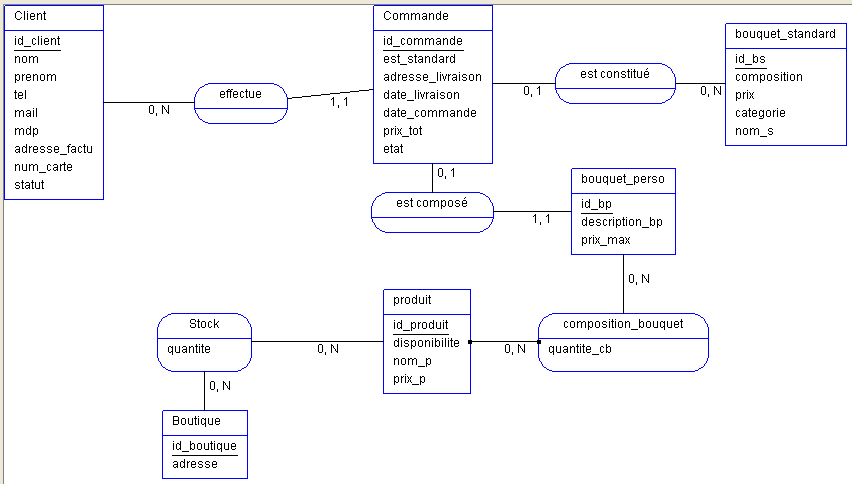 Client
id_client
nom
prenom
tel
mail
mdp
adresse_factu
num_carte
statut
0, N
effectue
1, 1
Commande
id_commande
est_standard
adresse_livraison
date_livraison
date_commande
prix_tot
etat
0, 1
est constitué
0, N
bouquet_standard
id_bs
composition
prix
categorie
nom_s
0, 1
est composé
1, 1
bouquet_perso
id_bp
description_bp
prix_max
0, N
composition_bouquet
quantite_cb
0, N
produit
id_produit
disponibilite
nom_p
prix_p
0, N
Stock
quantite
0, N
Boutique
id_boutique
adresse